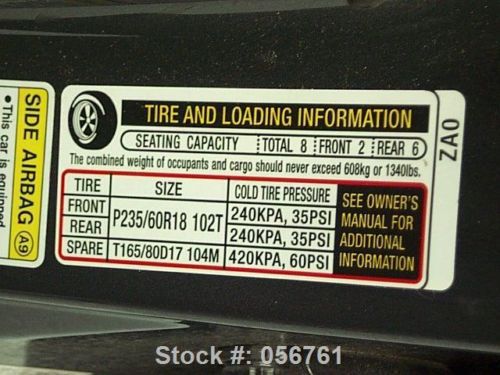 SIDE AIRBAG A9
This car is equipped
TIRE AND LOADING INFORMATION
SEATING CAPACITY TOTAL 8 FRONT 2 REAR 6
The combined weight of occupants and cargo should never exceed 608kg or 1340lbs.
TIRE SIZE COLD TIRE PRESSURE
FRONT P235/60R18 102T 240KPA, 35PSI
REAR 240KPA, 35PSI
SPARE T165/80D17 104M 420KPA, 60PSI
SEE OWNER'S
MANUAL FOR
ADDITIONAL
INFORMATION
ZA0
Stock #: 056761